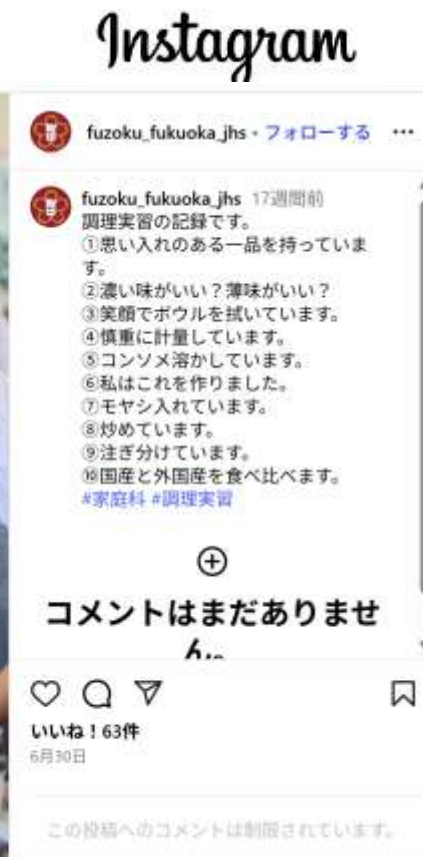 Instagram
fuzoku_fukuoka_jhs • フォローする
fuzoku_fukuoka_jhs 17週間前
調理実習の記録です。
①思い入れのある一品を持っていま
す。
②濃い味がいい？薄味がいい？
③笑顔でボウルを拭いています。
④慎重に計量しています。
⑤コンソメ溶かしています。
⑥私はこれを作りました。
⑦モヤシ入れています。
⑧炒めています。
⑨注ぎ分けています。
⑩国産と外国産を食べ比べます。
#家庭科 #調理実習
コメントはまだありませ
ん。
いいね！63件
6月30日
この投稿へのコメントは制限されています。